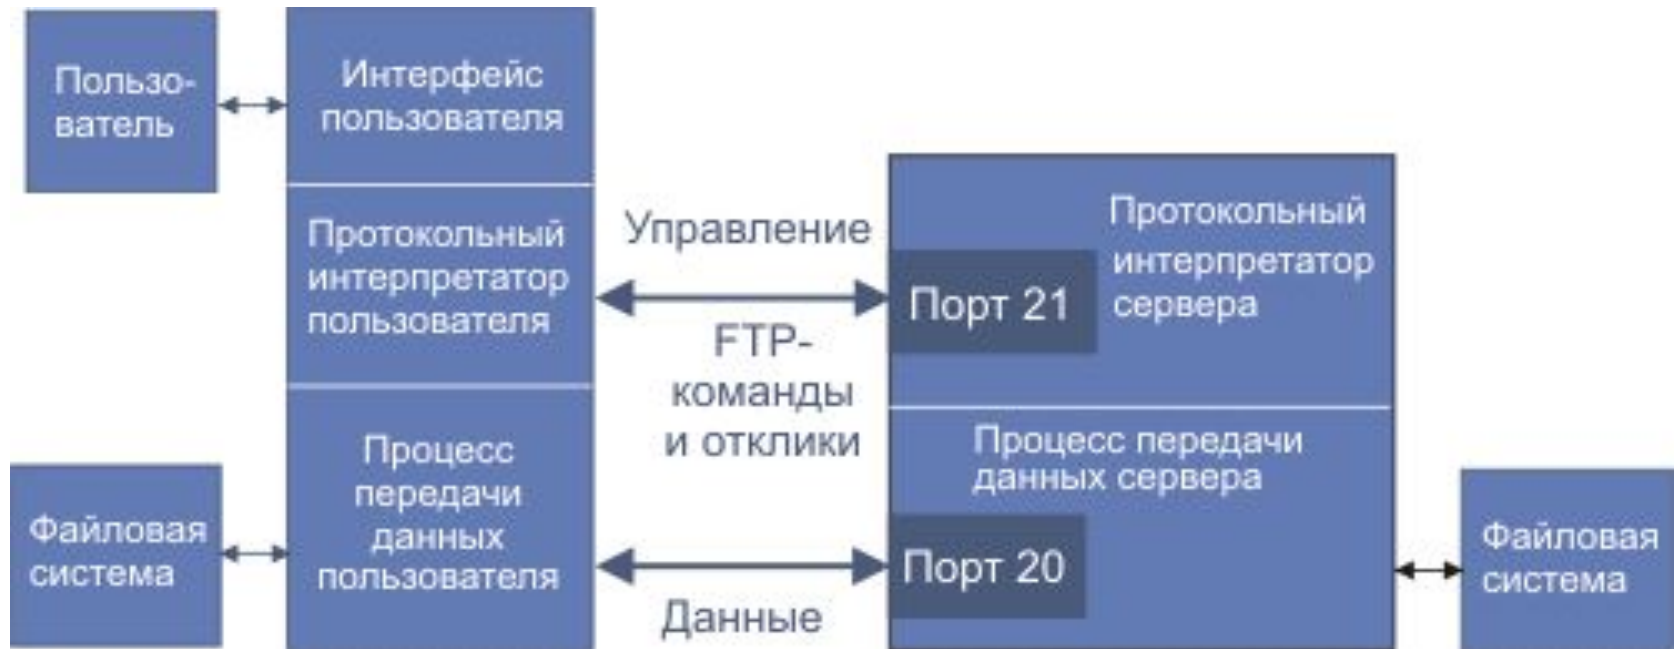 Пользо-
ватель
Интерфейс
пользователя
Протокольный
интерпретатор
пользователя
Управление
FTP-
команды
и отклики
Порт 21
Протокольный
интерпретатор
сервера
Файловая
система
Процесс
передачи
данных
пользователя
Данные
Процесс передачи
данных сервера
Порт 20
Файловая
система